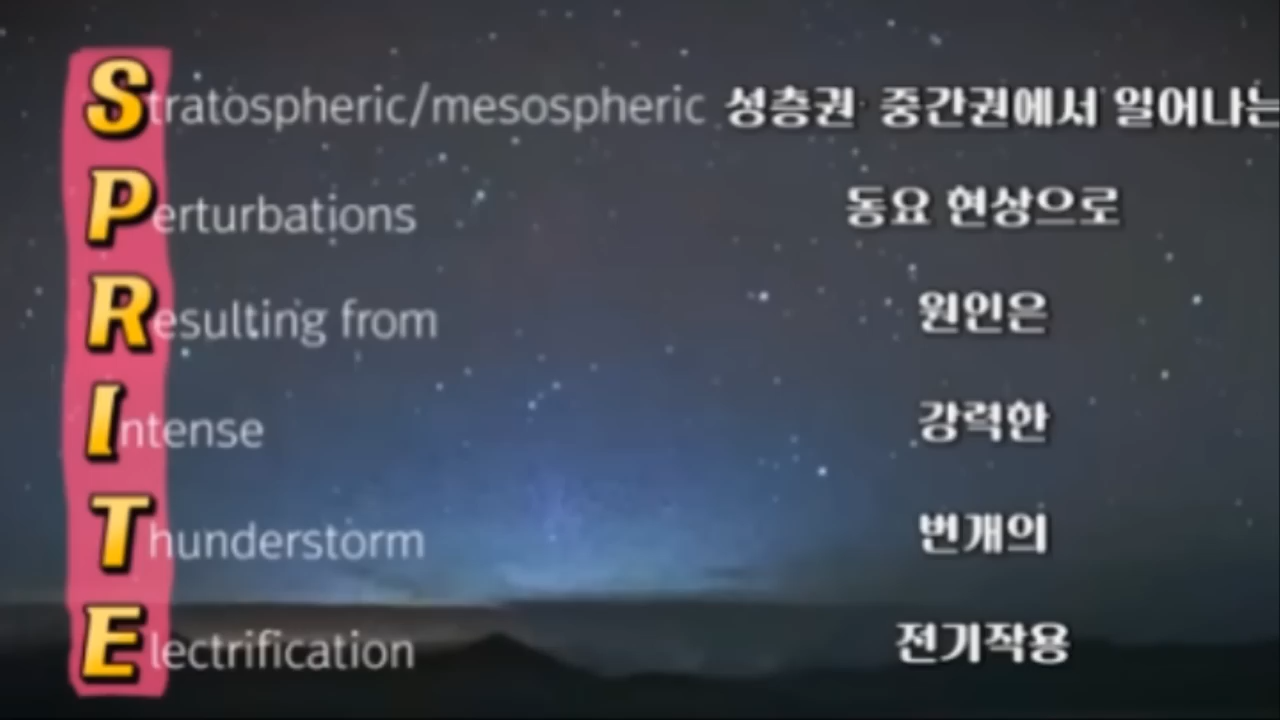 Stratospheric/mesospheric 성층권 중간권에서 일어나는
Perturbations 동요 현상으로
Resulting from 원인은
Intense 강력한
Thunderstorm 번개의
Electrification 전기작용